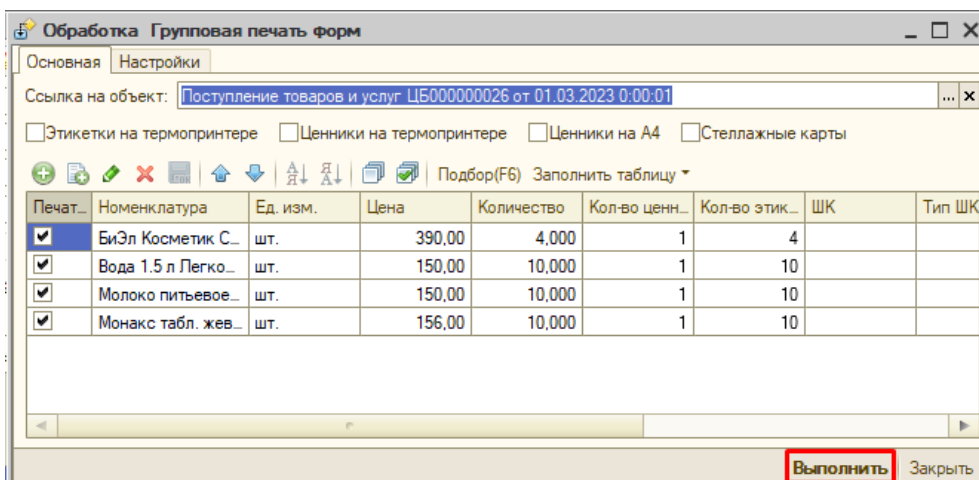 Обработка Групповая печать форм
Основная Настройки
Ссылка на объект: Поступление товаров и услуг ЦБ000000026 от 01.03.2023 0:00:01 ... x
Этикетки на термопринтере Ценники на термопринтере Ценники на А4 Стеллажные карты
Подбор(F6) Заполнить таблицу
Печат... Номенклатура Ед. изм. Цена Количество Кол-во ценн... Кол-во этик... ШК Тип ШК
БиЭл Косметик С... шт. 390,00 4,000 1 4
Вода 1.5 л Легко... шт. 150,00 10,000 1 10
Молоко питьевое... шт. 150,00 10,000 1 10
Монакс табл. жев... шт. 156,00 10,000 1 10
Выполнить Закрыть